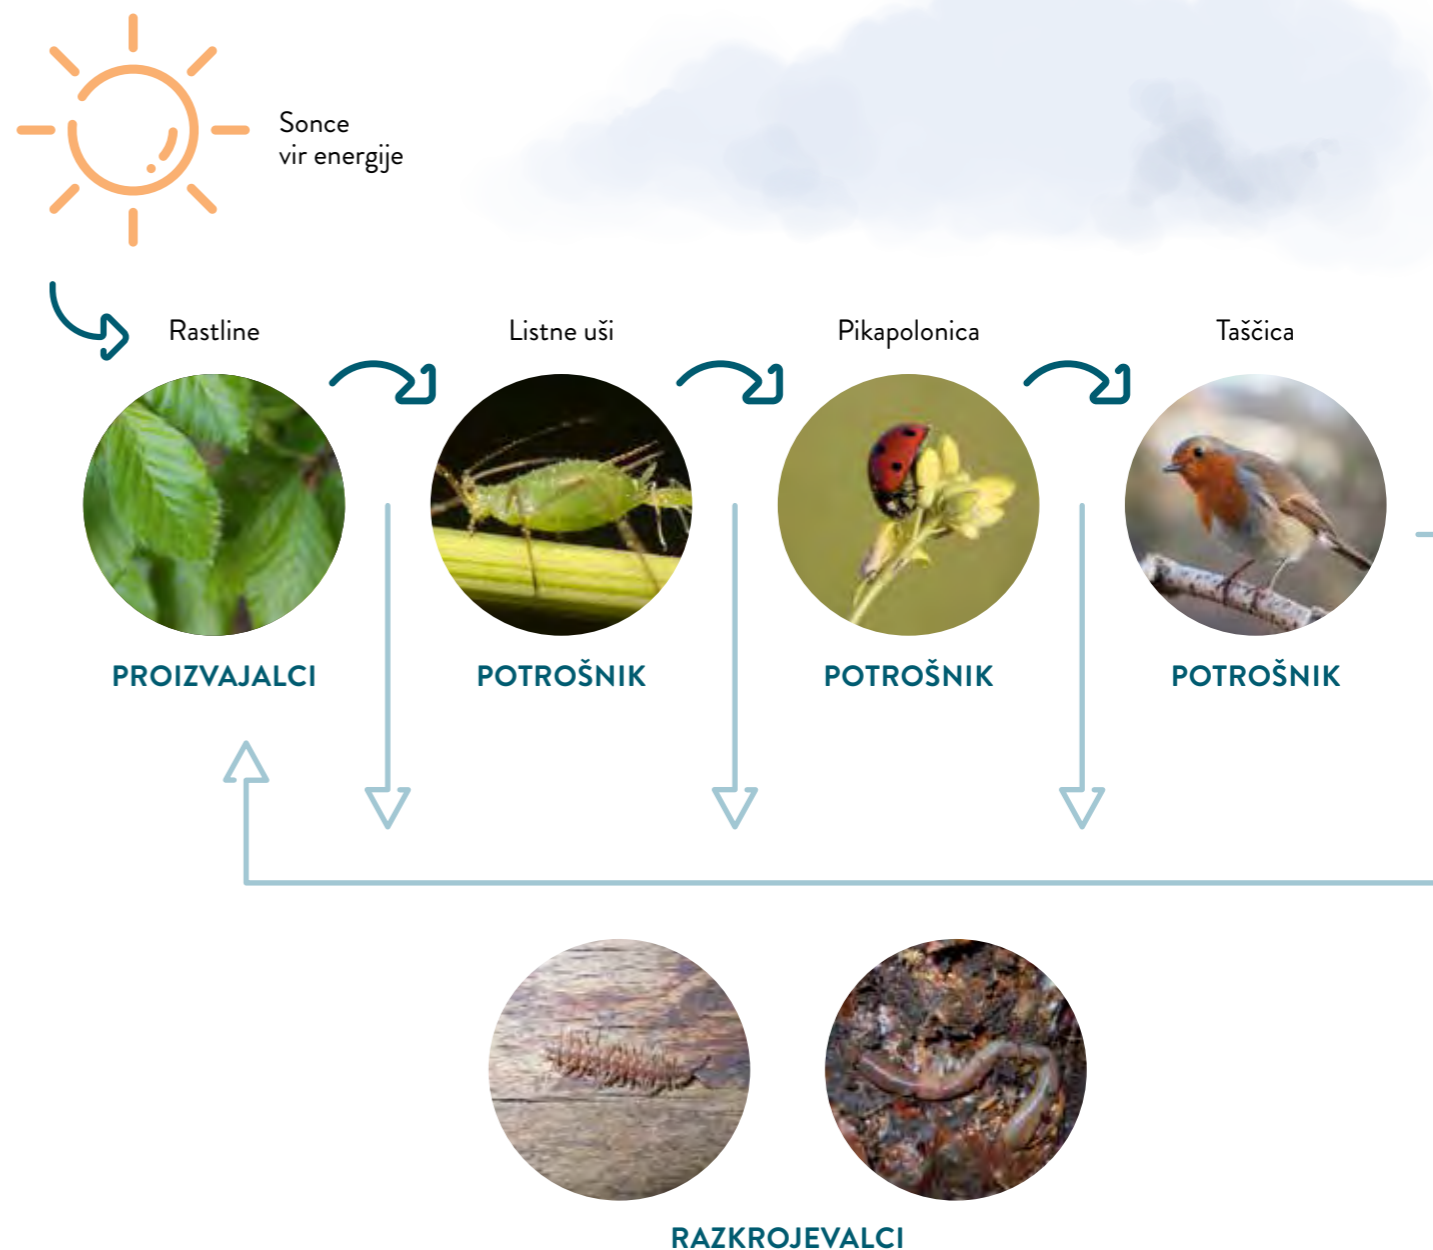 Sonce
vir energije
Rastline
Listne uši
Pikapolonica
Taščica
PROIZVAJALCI
POTROŠNIK
POTROŠNIK
POTROŠNIK
RAZKROJEVALCI